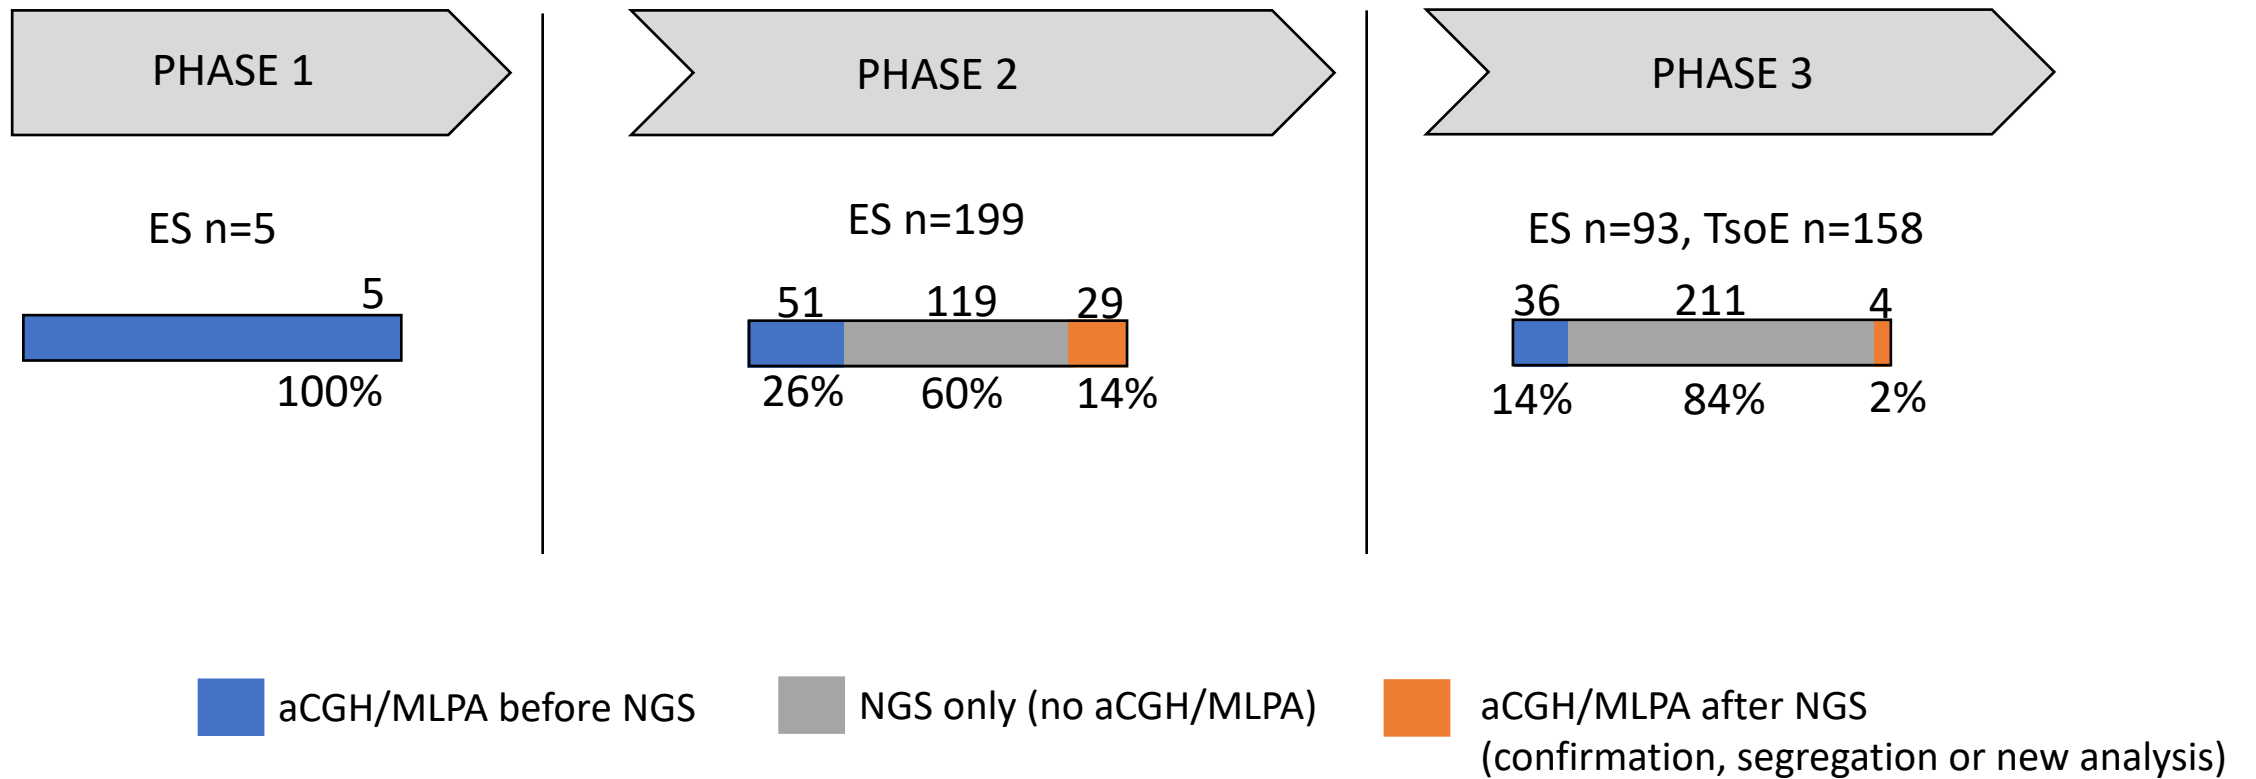 PHASE 1
PHASE 2
PHASE 3
ES n=5
ES n=199
ES n=93, TsoE n=158
5
51 119 29
36 211 4
100%
26% 60% 14%
14% 84% 2%
aCGH/MLPA before NGS
NGS only (no aCGH/MLPA)
aCGH/MLPA after NGS
(confirmation, segregation or new analysis)